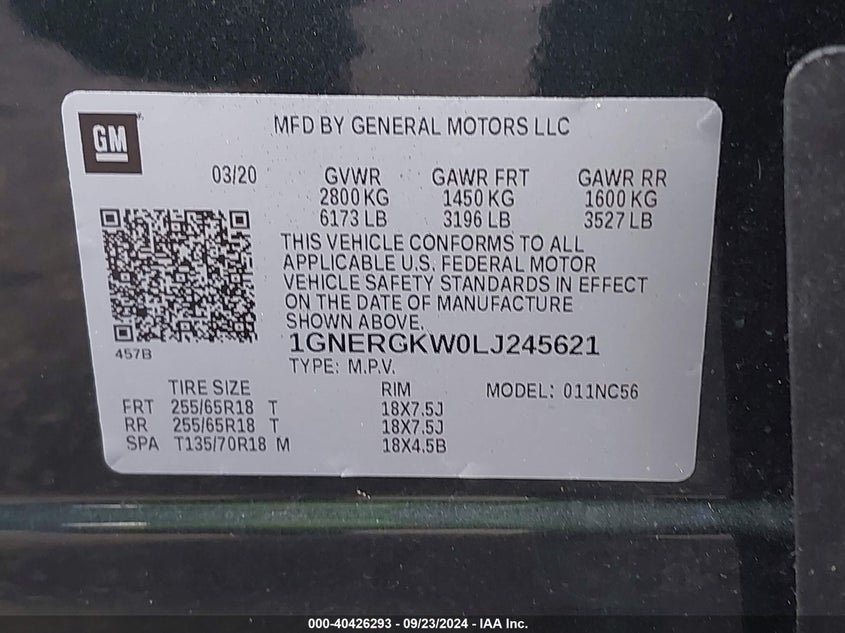 GM
MFD BY GENERAL MOTORS LLC
03/20 GVWR GAWR FRT GAWR RR
2800 KG 1450 KG 1600 KG
6173 LB 3196 LB 3527 LB
THIS VEHICLE CONFORMS TO ALL
APPLICABLE U.S. FEDERAL MOTOR
VEHICLE SAFETY STANDARDS IN EFFECT
ON THE DATE OF MANUFACTURE
SHOWN ABOVE.
1GNERGKW0LJ245621
457B
TYPE: M.P.V.
TIRE SIZE RIM MODEL: 011NC56
FRT 255/65R18 T 18X7.5J
RR 255/65R18 T 18X7.5J
SPA T135/70R18 M 18X4.5B
000-40426293 - 09/23/2024 - IAA Inc.